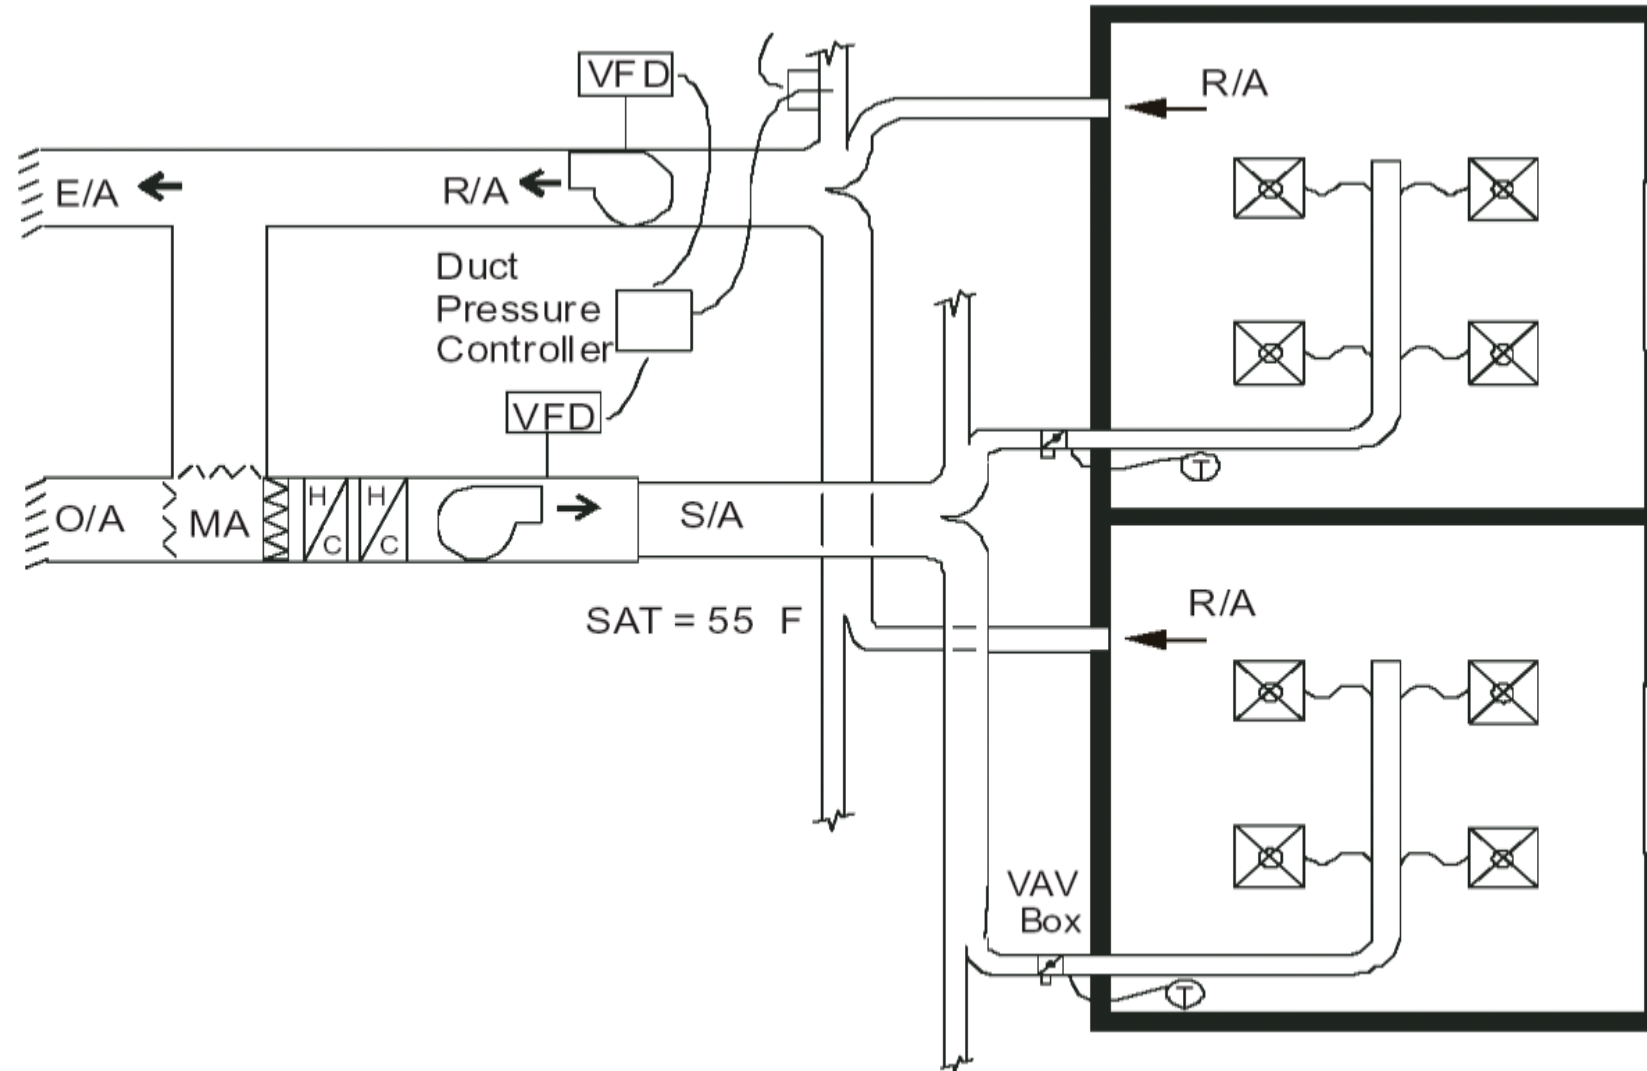 VFD
R/A
E/A
R/A
Duct
Pressure
Controller
VFD
T
H
H
O/A
MA
S/A
C
C
SAT = 55 F
R/A
VAV
Box
T